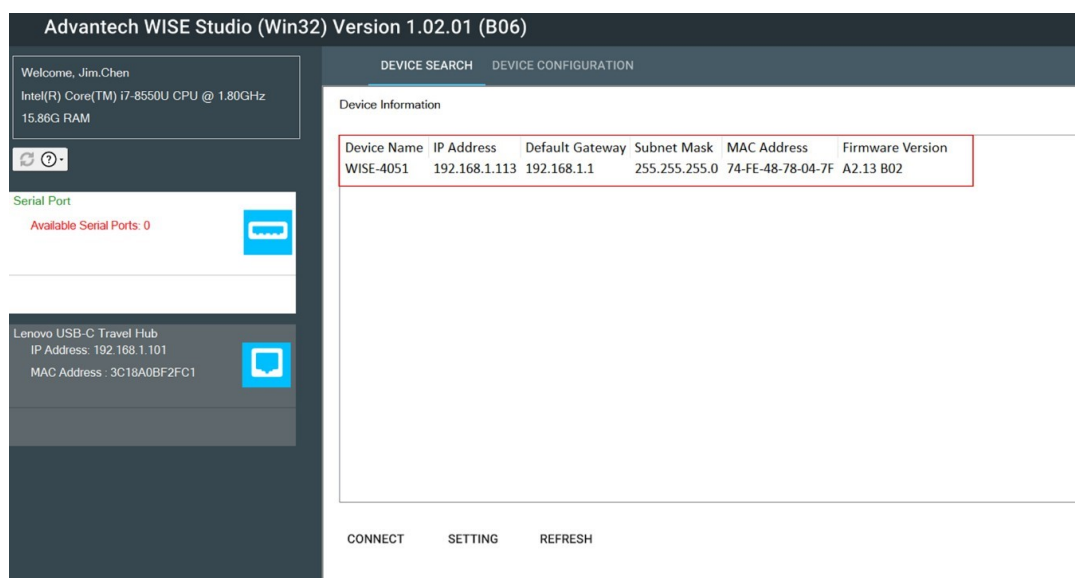 Advantech WISE Studio (Win32) Version 1.02.01 (B06)
Welcome, Jim.Chen
Intel(R) Core(TM) i7-8550U CPU @ 1.80GHz
15.86G RAM
Serial Port
Available Serial Ports: 0
Lenovo USB-C Travel Hub
IP Address: 192.168.1.101
MAC Address : 3C18A0BF2FC1
DEVICE SEARCH DEVICE CONFIGURATION
Device Information
Device Name IP Address Default Gateway Subnet Mask MAC Address Firmware Version
WISE-4051 192.168.1.113 192.168.1.1 255.255.255.0 74-FE-48-78-04-7F A2.13 B02
CONNECT SETTING REFRESH